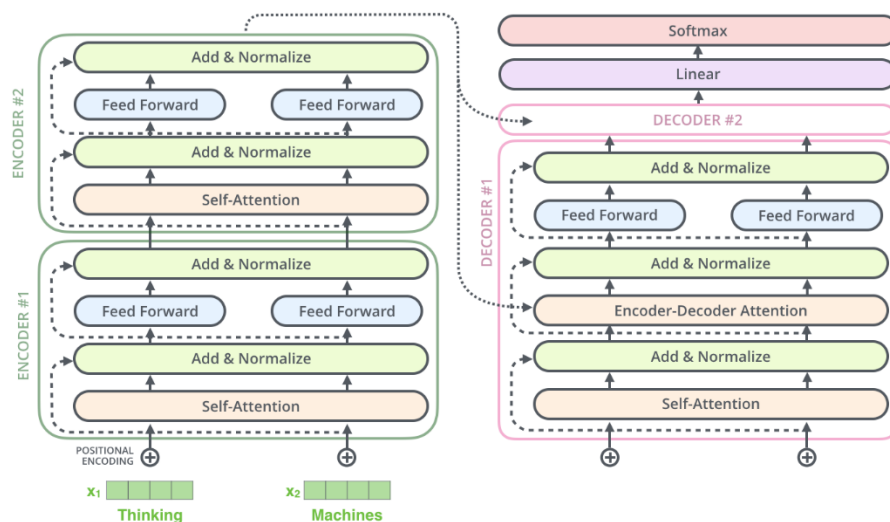 ENCODER #2
Add & Normalize
Feed Forward
Feed Forward
Add & Normalize
Self-Attention
ENCODER #1
Add & Normalize
Feed Forward
Feed Forward
Add & Normalize
Self-Attention
POSITIONAL
ENCODING
x1
x2
Thinking
Machines
Softmax
Linear
DECODER #2
DECODER #1
Add & Normalize
Feed Forward
Feed Forward
Add & Normalize
Encoder-Decoder Attention
Add & Normalize
Self-Attention